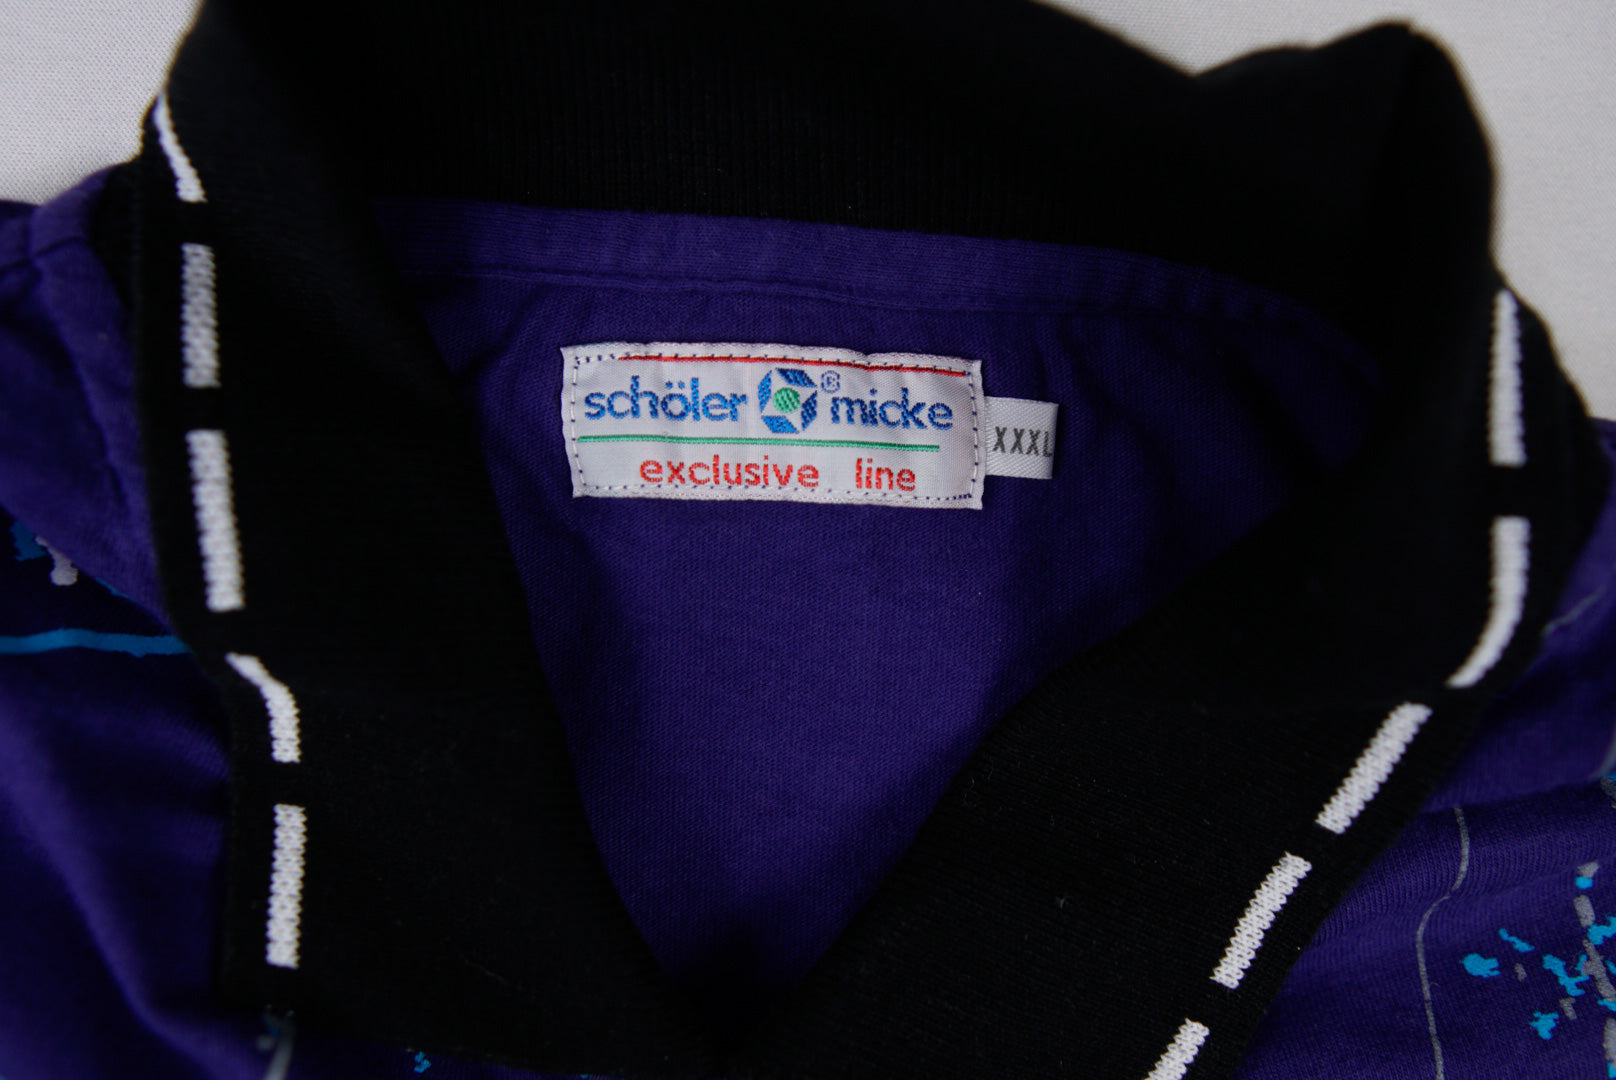 schöler ® micke
exclusive line
XXXL